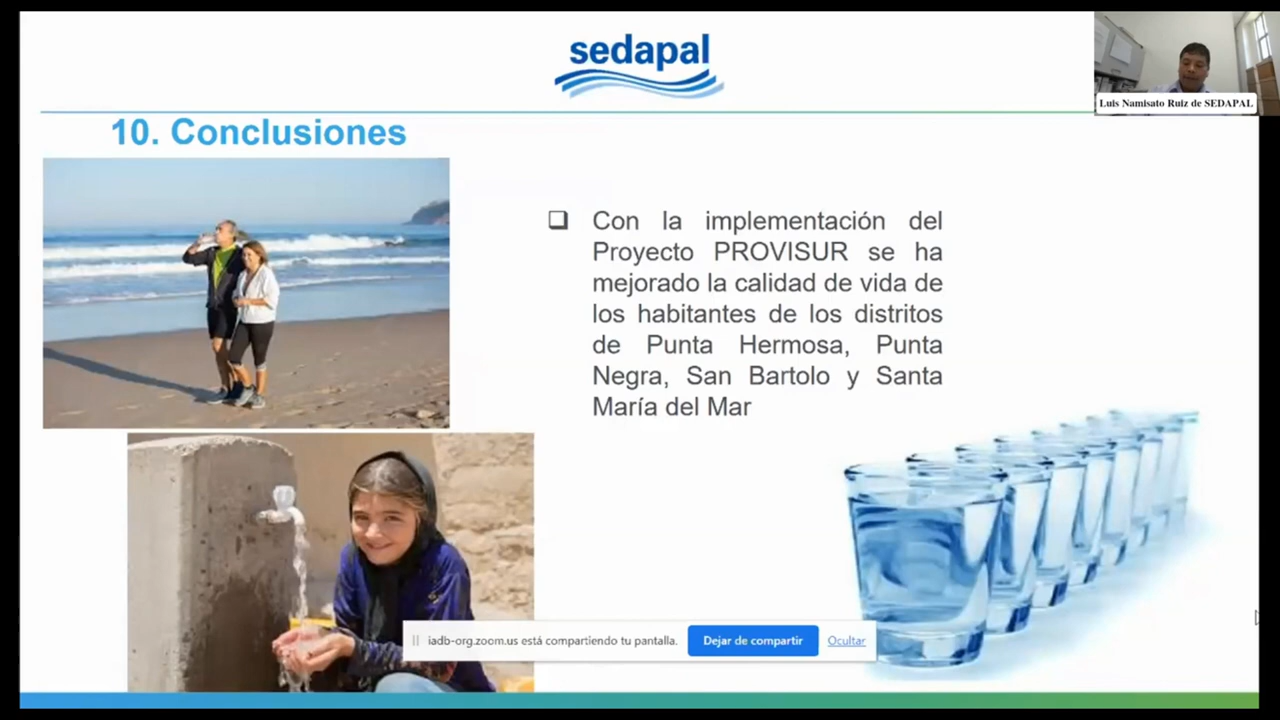 sedapal
Luis Namisato Ruiz de SEDAPAL
10. Conclusiones
❑ Con la implementación del
Proyecto PROVISUR se ha
mejorado la calidad de vida de
los habitantes de los distritos
de Punta Hermosa, Punta
Negra, San Bartolo y Santa
María del Mar
iadb-org.zoom.us está compartiendo tu pantalla. Dejar de compartir Ocultar